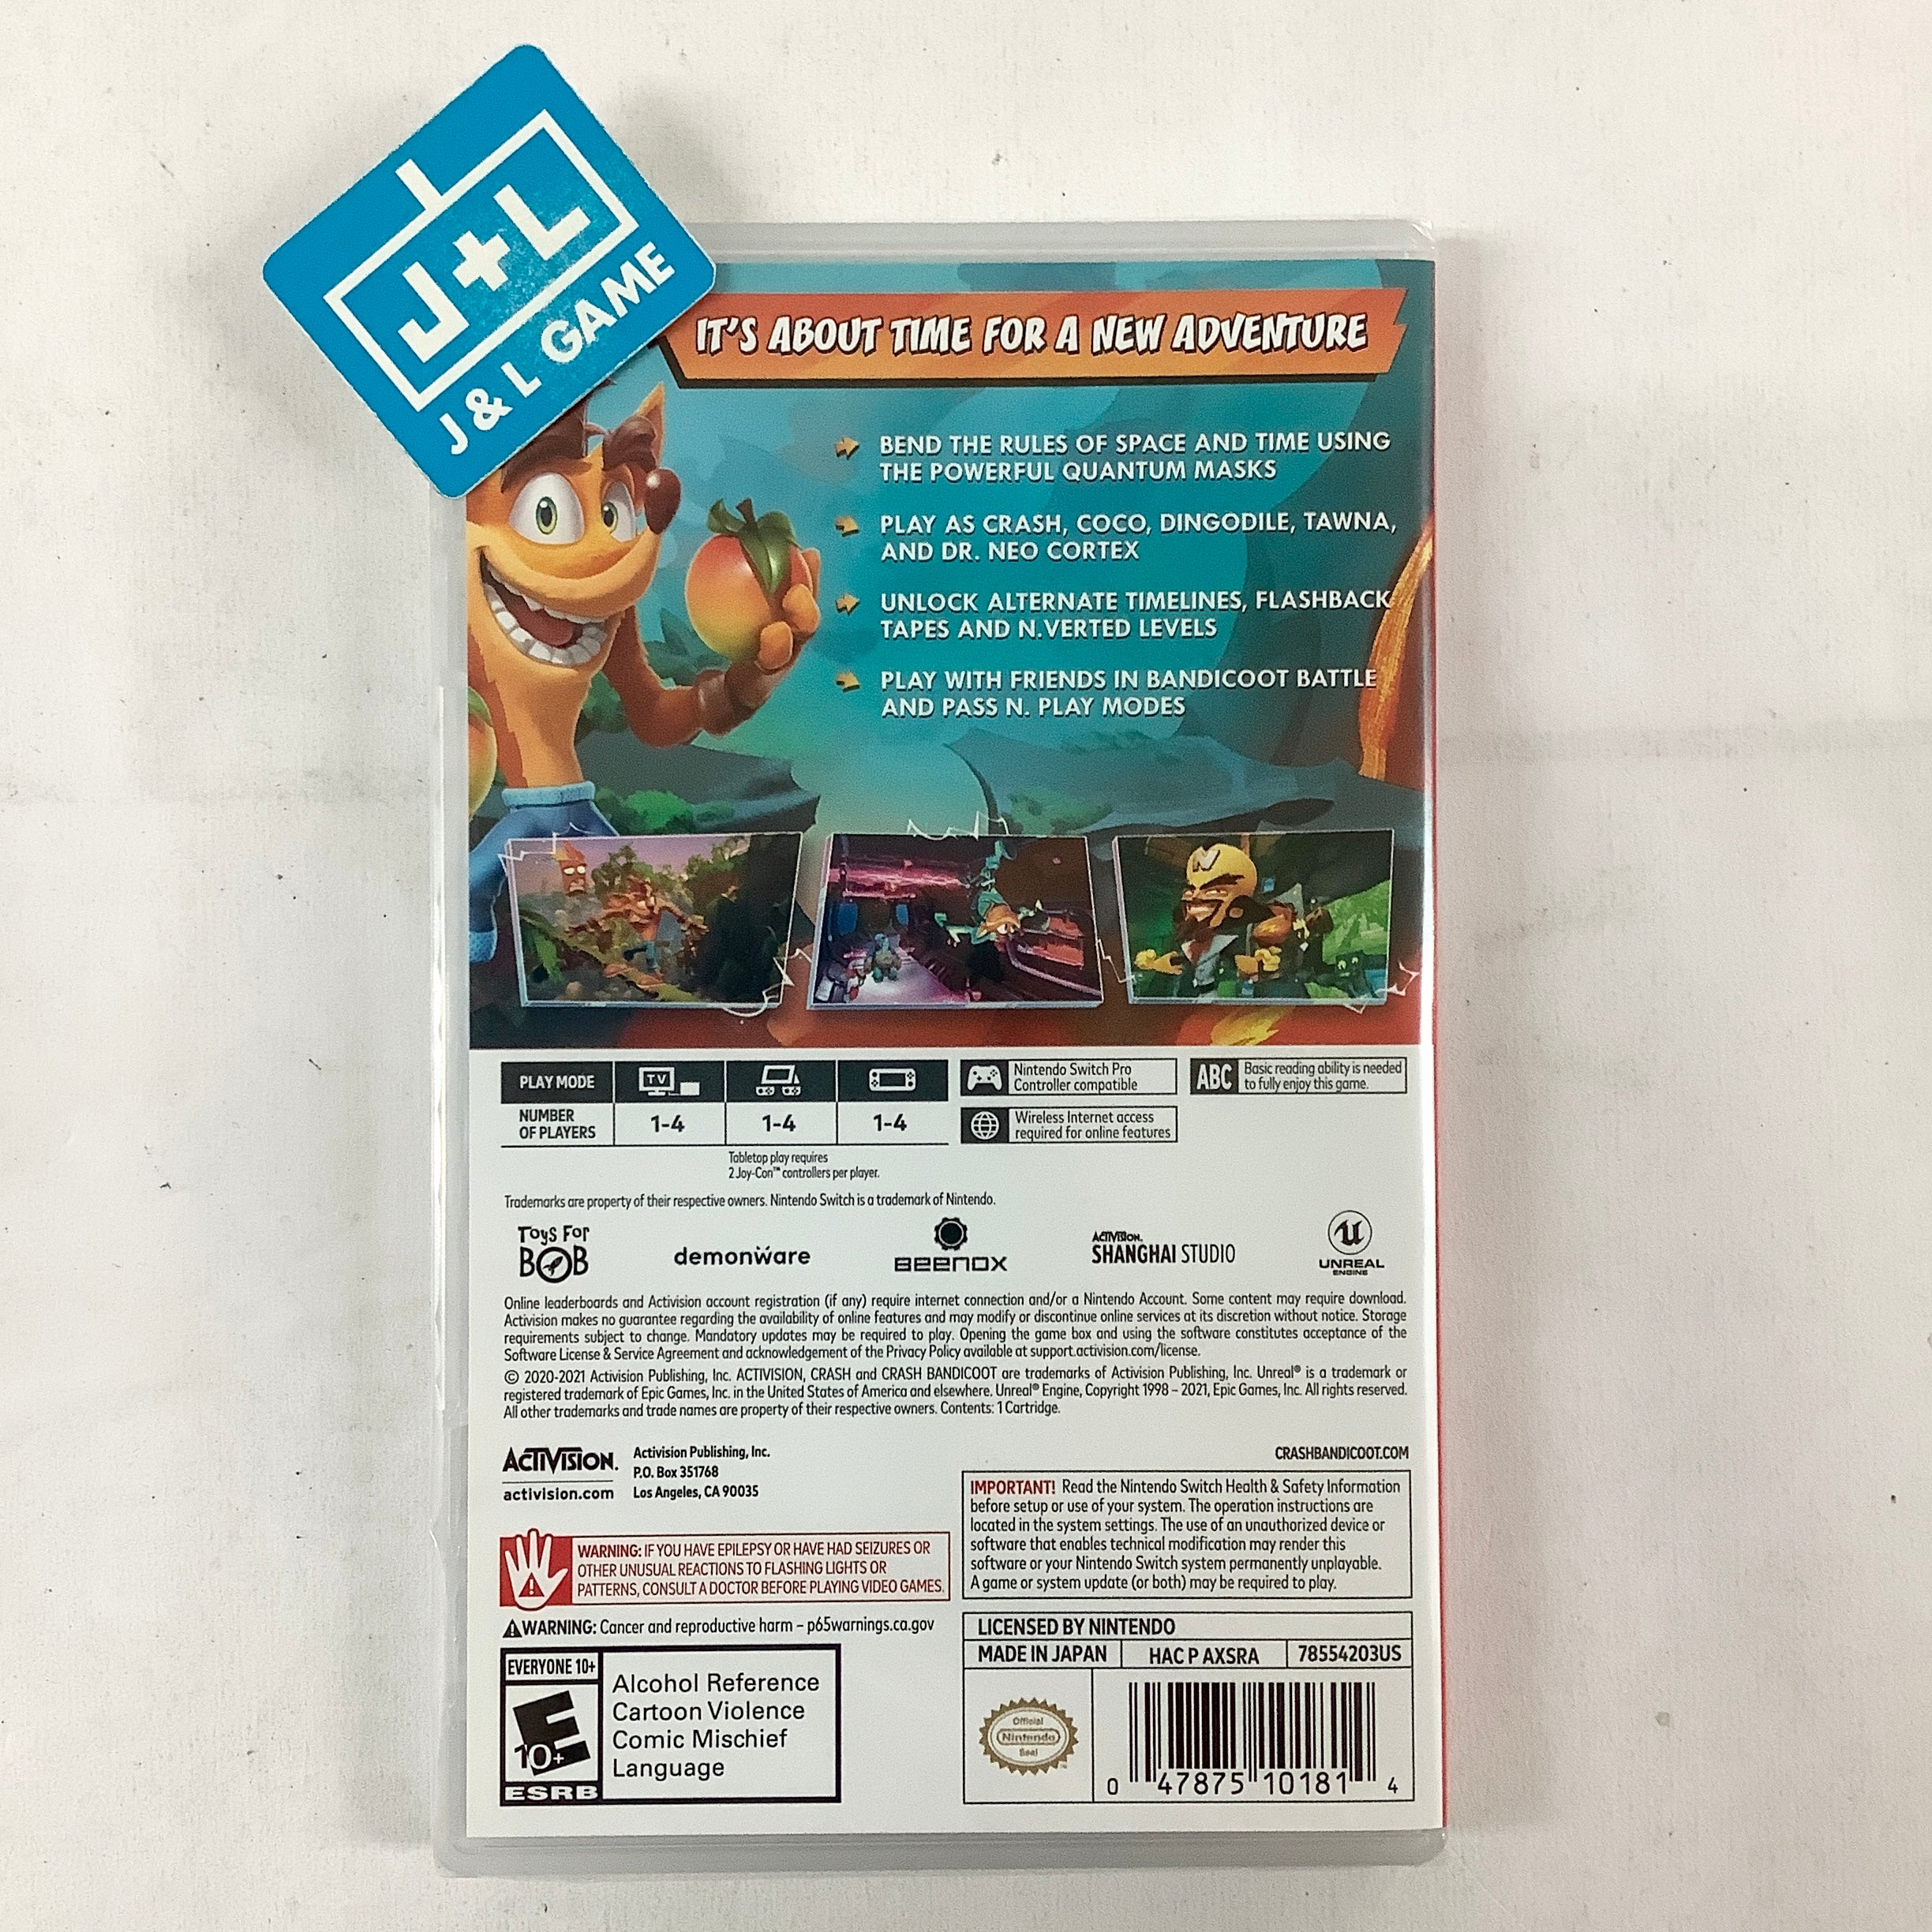 J+L
J & L GAME
IT'S ABOUT TIME FOR A NEW ADVENTURE
BEND THE RULES OF SPACE AND TIME USING
THE POWERFUL QUANTUM MASKS
PLAY AS CRASH, COCO, DINGODILE, TAWNA,
AND DR. NEO CORTEX
UNLOCK ALTERNATE TIMELINES, FLASHBACK
TAPES AND N.VERTED LEVELS
PLAY WITH FRIENDS IN BANDICOOT BATTLE
AND PASS N. PLAY MODES
N
PLAY MODE
TV
NUMBER
OF PLAYERS
1-4
1-4
1-4
Tabletop play requires
2 Joy-Con™ controllers per player.
Nintendo Switch Pro
Controller compatible
ABC
Basic reading ability is needed
to fully enjoy this game.
Wireless Internet access
required for online features
Trademarks are property of their respective owners. Nintendo Switch is a trademark of Nintendo.
Toys For
BOB
demonware
BEENOX
ACTIVISION.
SHANGHAI STUDIO
UNREAL
ENGINE
Online leaderboards and Activision account registration (if any) require internet connection and/or a Nintendo Account. Some content may require download.
Activision makes no guarantee regarding the availability of online features and may modify or discontinue online services at its discretion without notice. Storage
requirements subject to change. Mandatory updates may be required to play. Opening the game box and using the software constitutes acceptance of the
Software License & Service Agreement and acknowledgement of the Privacy Policy available at support.activision.com/license.
© 2020-2021 Activision Publishing, Inc. ACTIVISION, CRASH and CRASH BANDICOOT are trademarks of Activision Publishing, Inc. Unreal® is a trademark or
registered trademark of Epic Games, Inc. in the United States of America and elsewhere. Unreal® Engine, Copyright 1998 – 2021, Epic Games, Inc. All rights reserved.
All other trademarks and trade names are property of their respective owners. Contents: 1 Cartridge.
ACTIVISION.
activision.com
Activision Publishing, Inc.
P.O. Box 351768
Los Angeles, CA 90035
CRASHBANDICOOT.COM
IMPORTANT! Read the Nintendo Switch Health & Safety Information
before setup or use of your system. The operation instructions are
located in the system settings. The use of an unauthorized device or
software that enables technical modification may render this
software or your Nintendo Switch system permanently unplayable.
A game or system update (or both) may be required to play.
WARNING: IF YOU HAVE EPILEPSY OR HAVE HAD SEIZURES OR
OTHER UNUSUAL REACTIONS TO FLASHING LIGHTS OR
PATTERNS, CONSULT A DOCTOR BEFORE PLAYING VIDEO GAMES.
WARNING: Cancer and reproductive harm – p65warnings.ca.gov
EVERYONE 10+
E
10+
ESRB
Alcohol Reference
Cartoon Violence
Comic Mischief
Language
LICENSED BY NINTENDO
MADE IN JAPAN
HAC P AXSRA
78554203US
Official
Nintendo
Seal
0 47875 10181 4